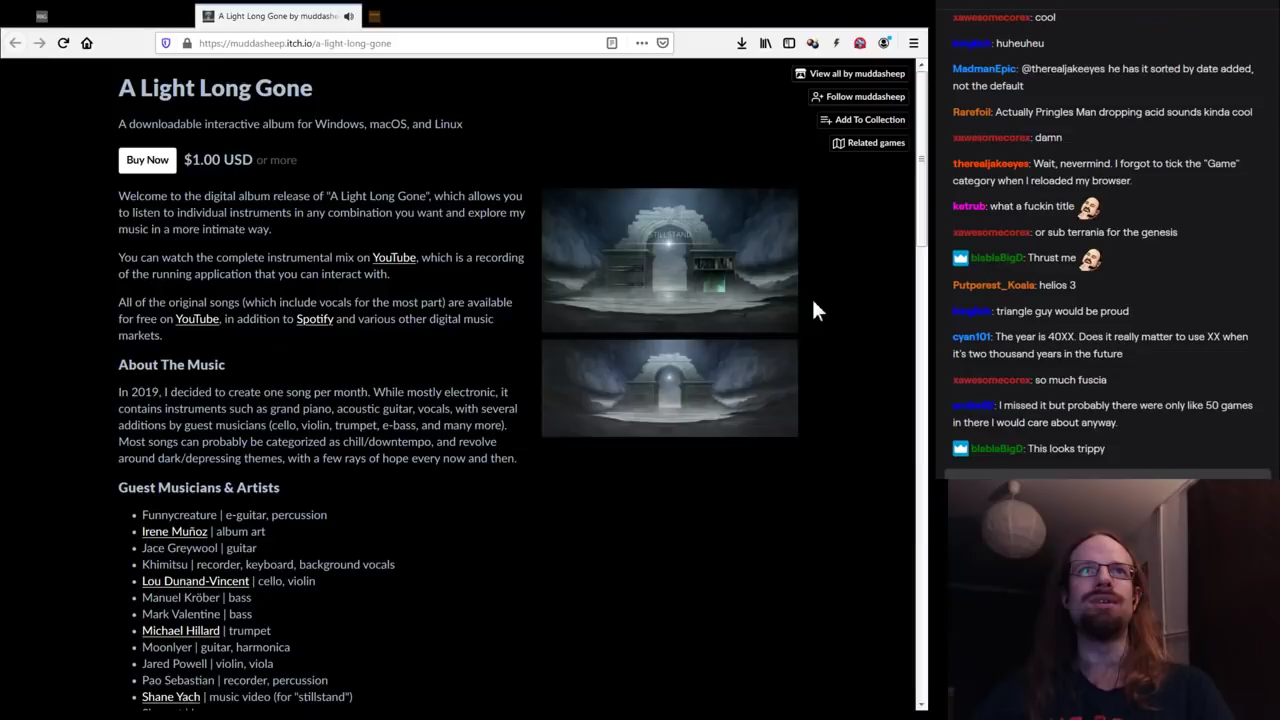 A Light Long Gone by muddashe
https://muddasheep.itch.io/a-light-long-gone
View all by muddasheep
Follow muddasheep
Add To Collection
Related games
A Light Long Gone
A downloadable interactive album for Windows, macOS, and Linux
Buy Now $1.00 USD or more
Welcome to the digital album release of "A Light Long Gone", which allows you
to listen to individual instruments in any combination you want and explore my
music in a more intimate way.
You can watch the complete instrumental mix on YouTube, which is a recording
of the running application that you can interact with.
All of the original songs (which include vocals for the most part) are available
for free on YouTube, in addition to Spotify and various other digital music
markets.
About The Music
In 2019, I decided to create one song per month. While mostly electronic, it
contains instruments such as grand piano, acoustic guitar, vocals, with several
additions by guest musicians (cello, violin, trumpet, e-bass, and many more).
Most songs can probably be categorized as chill/downtempo, and revolve
around dark/depressing themes, with a few rays of hope every now and then.
Guest Musicians & Artists
• Funnycreature | e-guitar, percussion
• Irene Muñoz | album art
• Jace Greywool | guitar
• Khimitsu | recorder, keyboard, background vocals
• Lou Dunand-Vincent | cello, violin
• Manuel Kröber | bass
• Mark Valentine | bass
• Michael Hillard | trumpet
• Moonlyer | guitar, harmonica
• Jared Powell | violin, viola
• Pao Sebastian | recorder, percussion
• Shane Yach | music video (for "stillstand")
STILLSTAND
xawesomecorex: cool
huheuheu
MadmanEpic: @therealjakeeyes he has it sorted by date added,
not the default
Rarefoil: Actually Pringles Man dropping acid sounds kinda cool
xawesomecorex: damn
therealjakeeyes: Wait, nevermind. I forgot to tick the "Game"
category when I reloaded my browser.
ketrub: what a fuckin title
xawesomecorex: or sub terrania for the genesis
blablaBigD: Thrust me
Putperest_Koala: helios 3
triangle guy would be proud
cyan101: The year is 40XX. Does it really matter to use XX when
it's two thousand years in the future
xawesomecorex: so much fuscia
I missed it but probably there were only like 50 games
in there I would care about anyway.
blablaBigD: This looks trippy